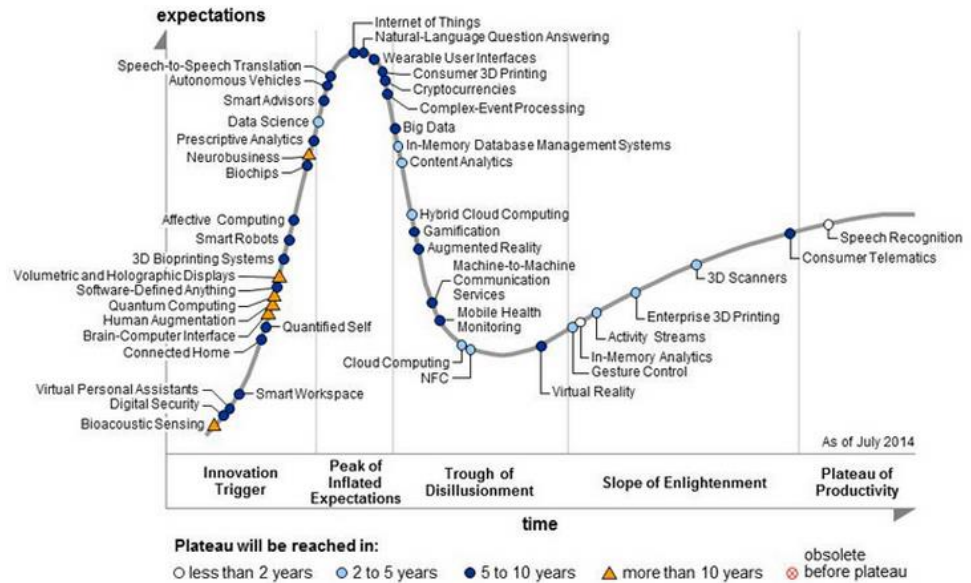 expectations
Internet of Things
Natural-Language Question Answering
Wearable User Interfaces
Consumer 3D Printing
Cryptocurrencies
Complex-Event Processing
Speech-to-Speech Translation
Autonomous Vehicles
Smart Advisors
Data Science
Prescriptive Analytics
Neurobusiness
Biochips
Big Data
In-Memory Database Management Systems
Content Analytics
Affective Computing
Smart Robots
3D Bioprinting Systems
Volumetric and Holographic Displays
Software-Defined Anything
Quantum Computing
Human Augmentation
Brain-Computer Interface
Connected Home
Quantified Self
Hybrid Cloud Computing
Gamification
Augmented Reality
Machine-to-Machine
Communication
Services
Mobile Health
Monitoring
Cloud Computing
NFC
Virtual Personal Assistants
Digital Security
Bioacoustic Sensing
Smart Workspace
Speech Recognition
Consumer Telematics
3D Scanners
Enterprise 3D Printing
Activity Streams
In-Memory Analytics
Gesture Control
Virtual Reality
As of July 2014
Innovation
Trigger
Peak of
Inflated
Expectations
Trough of
Disillusionment
Slope of Enlightenment
Plateau of
Productivity
time
Plateau will be reached in:
less than 2 years
2 to 5 years
5 to 10 years
more than 10 years
obsolete
before plateau